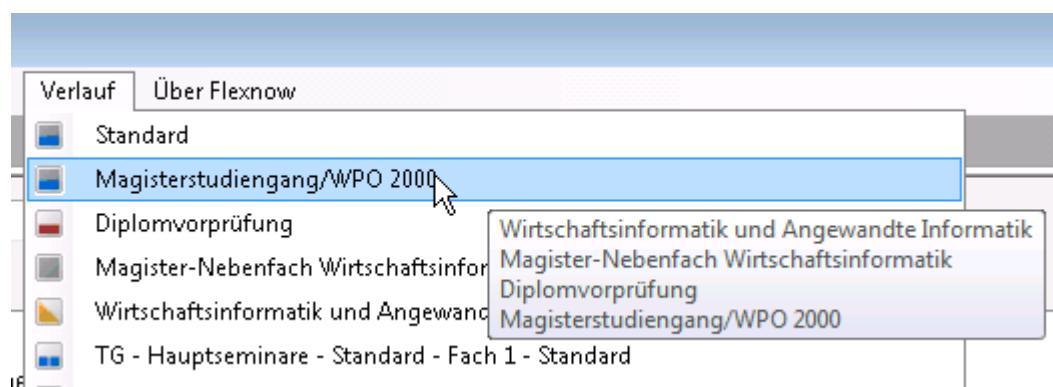 Verlauf Über Flexnow
Standard
Magisterstudiengang/WPO 2000
Diplomvorprüfung
Magister-Nebenfach Wirtschaftsinfor
Wirtschaftsinformatik und Angewand
TG - Hauptseminare - Standard - Fach 1 - Standard
Wirtschaftsinformatik und Angewandte Informatik
Magister-Nebenfach Wirtschaftsinformatik
Diplomvorprüfung
Magisterstudiengang/WPO 2000